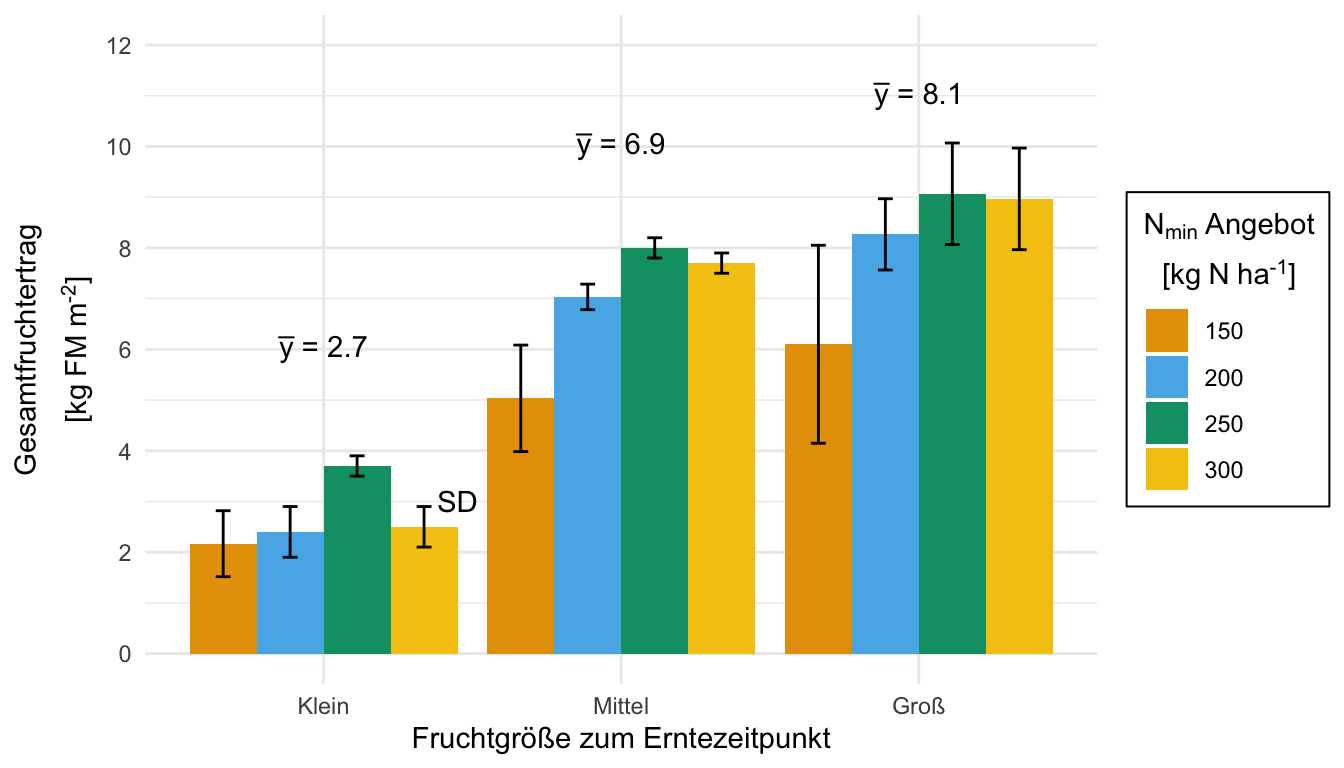 12
10
8
6
4
2
0
Gesamtfruchtertrag
[kg FM m⁻²]
y̅ = 2.7
y̅ = 6.9
y̅ = 8.1
SD
Klein
Mittel
Groß
Fruchtgröße zum Erntezeitpunkt
Nmin Angebot
[kg N ha⁻¹]
150
200
250
300